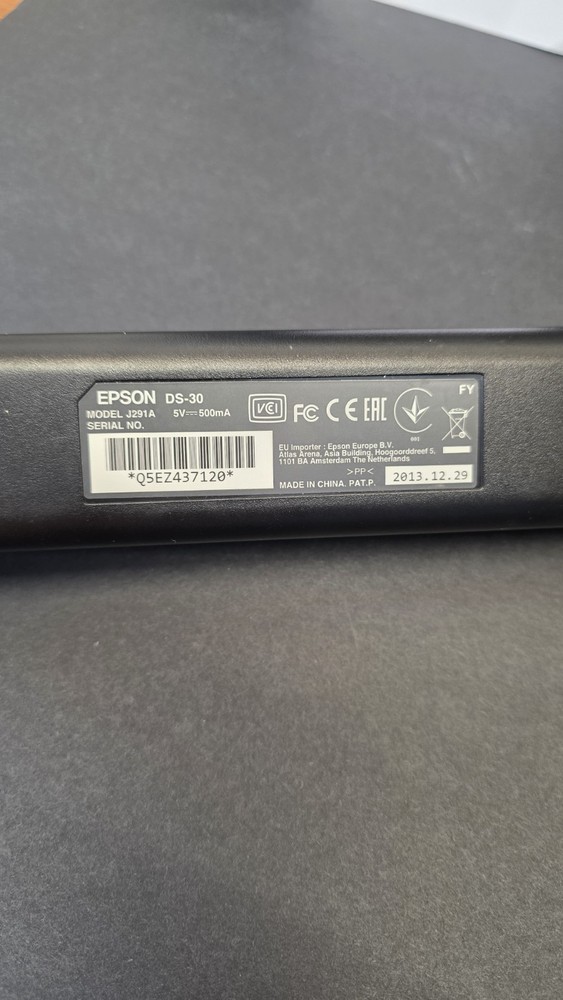 EPSON DS-30
MODEL J291A 5V⎓500mA
SERIAL NO.
*Q5EZ437120*
VCI FC CE EAC
001
FY
EU Importer : Epson Europe B.V.
Atlas Arena, Asia Building, Hoogoorddreef 5,
1101 BA Amsterdam The Netherlands
>PP<
MADE IN CHINA. PAT.P. 2013.12.29